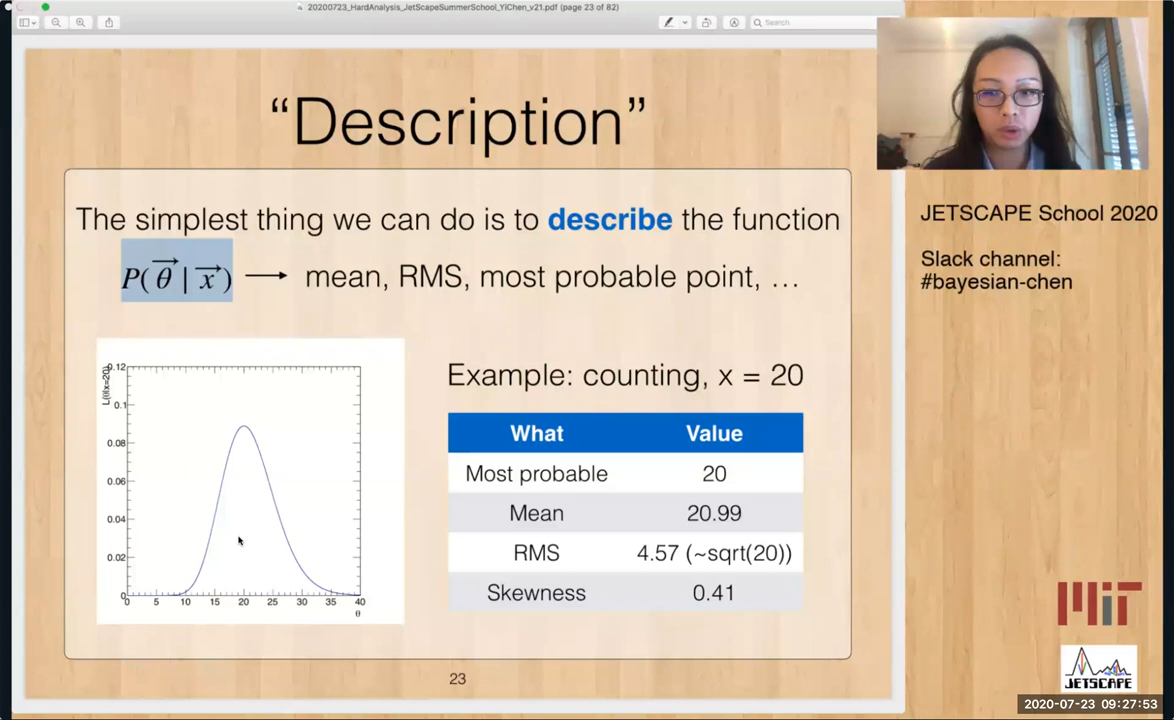 20200723_HardAnalysis_JetScapeSummerSchool_YiChen_v21.pdf (page 23 of 82)
Search
“Description”
The simplest thing we can do is to describe the function
P(θ | x) → mean, RMS, most probable point, …
L(θ|x=20)
0.12
0.1
0.08
0.06
0.04
0.02
0
0 5 10 15 20 25 30 35 40
θ
Example: counting, x = 20
What Value
Most probable 20
Mean 20.99
RMS 4.57 (~sqrt(20))
Skewness 0.41
23
JETSCAPE School 2020
Slack channel:
#bayesian-chen
MIT
JETSCAPE
2020-07-23 09:27:53